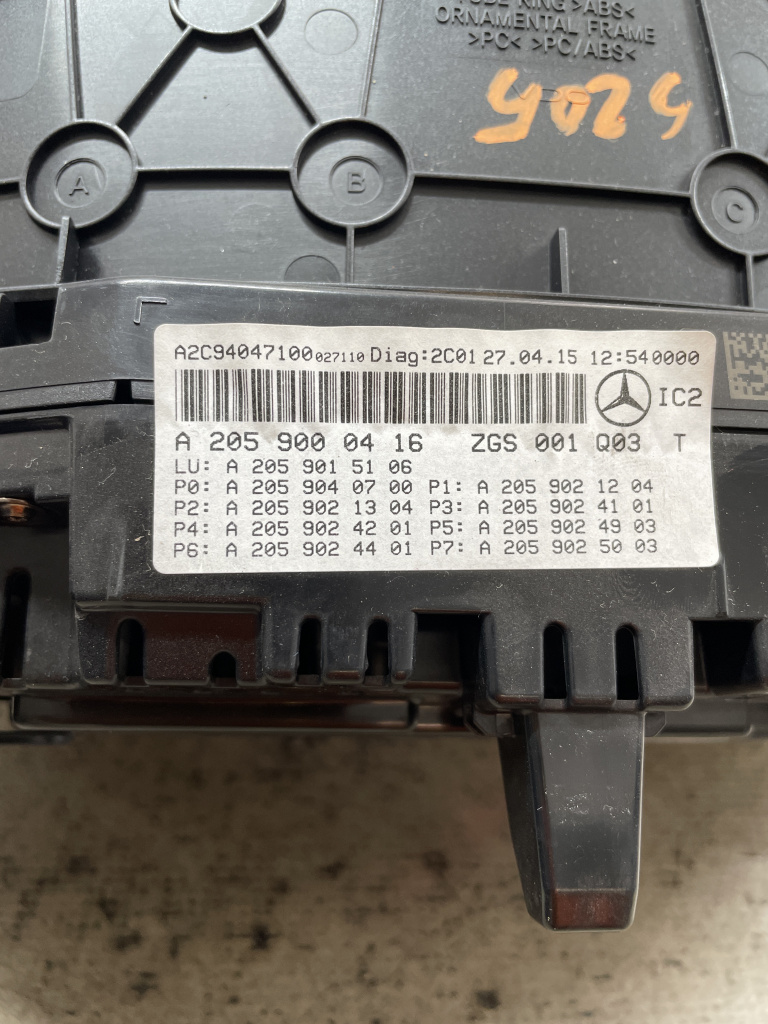 ORNAMENTAL FRAME
>PC< >PC/ABS<
A
B
C
A2C94047100 027110 Diag:2C01 27.04.15 12:540000
IC2
A 205 900 04 16 ZGS 001 Q03 T
LU: A 205 901 51 06
P0: A 205 904 07 00 P1: A 205 902 12 04
P2: A 205 902 13 04 P3: A 205 902 41 01
P4: A 205 902 42 01 P5: A 205 902 49 03
P6: A 205 902 44 01 P7: A 205 902 50 03